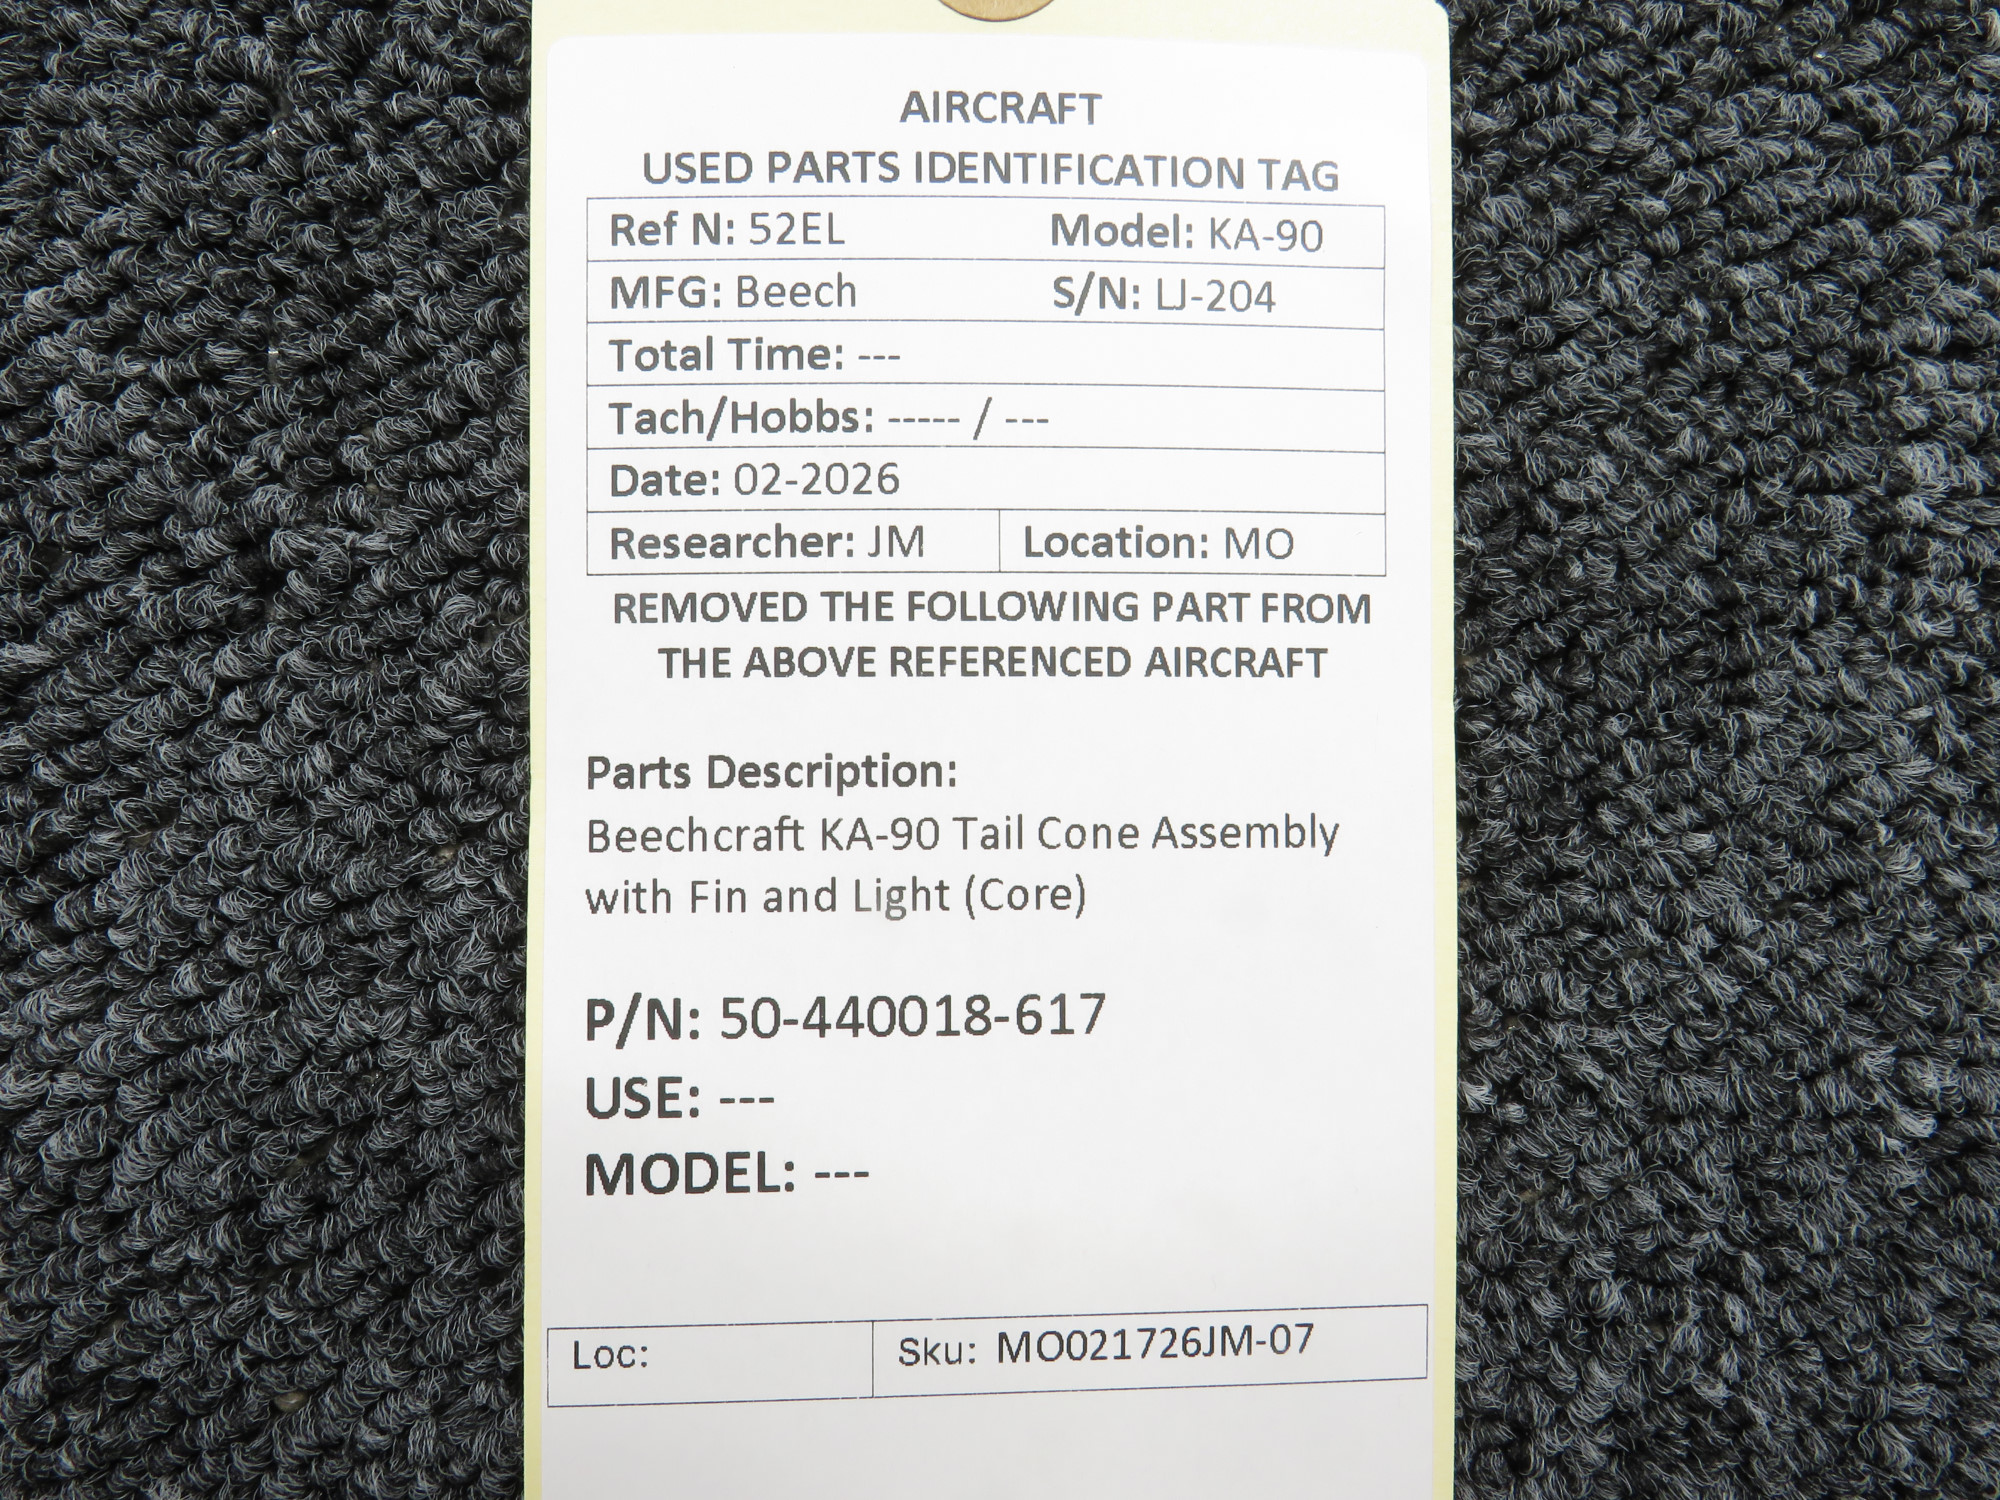 AIRCRAFT
USED PARTS IDENTIFICATION TAG
Ref N: 52EL Model: KA-90
MFG: Beech S/N: LJ-204
Total Time: ---
Tach/Hobbs: ----- / ---
Date: 02-2026
Researcher: JM Location: MO
REMOVED THE FOLLOWING PART FROM
THE ABOVE REFERENCED AIRCRAFT
Parts Description:
Beechcraft KA-90 Tail Cone Assembly
with Fin and Light (Core)
P/N: 50-440018-617
USE: ---
MODEL: ---
Loc: Sku: MO021726JM-07